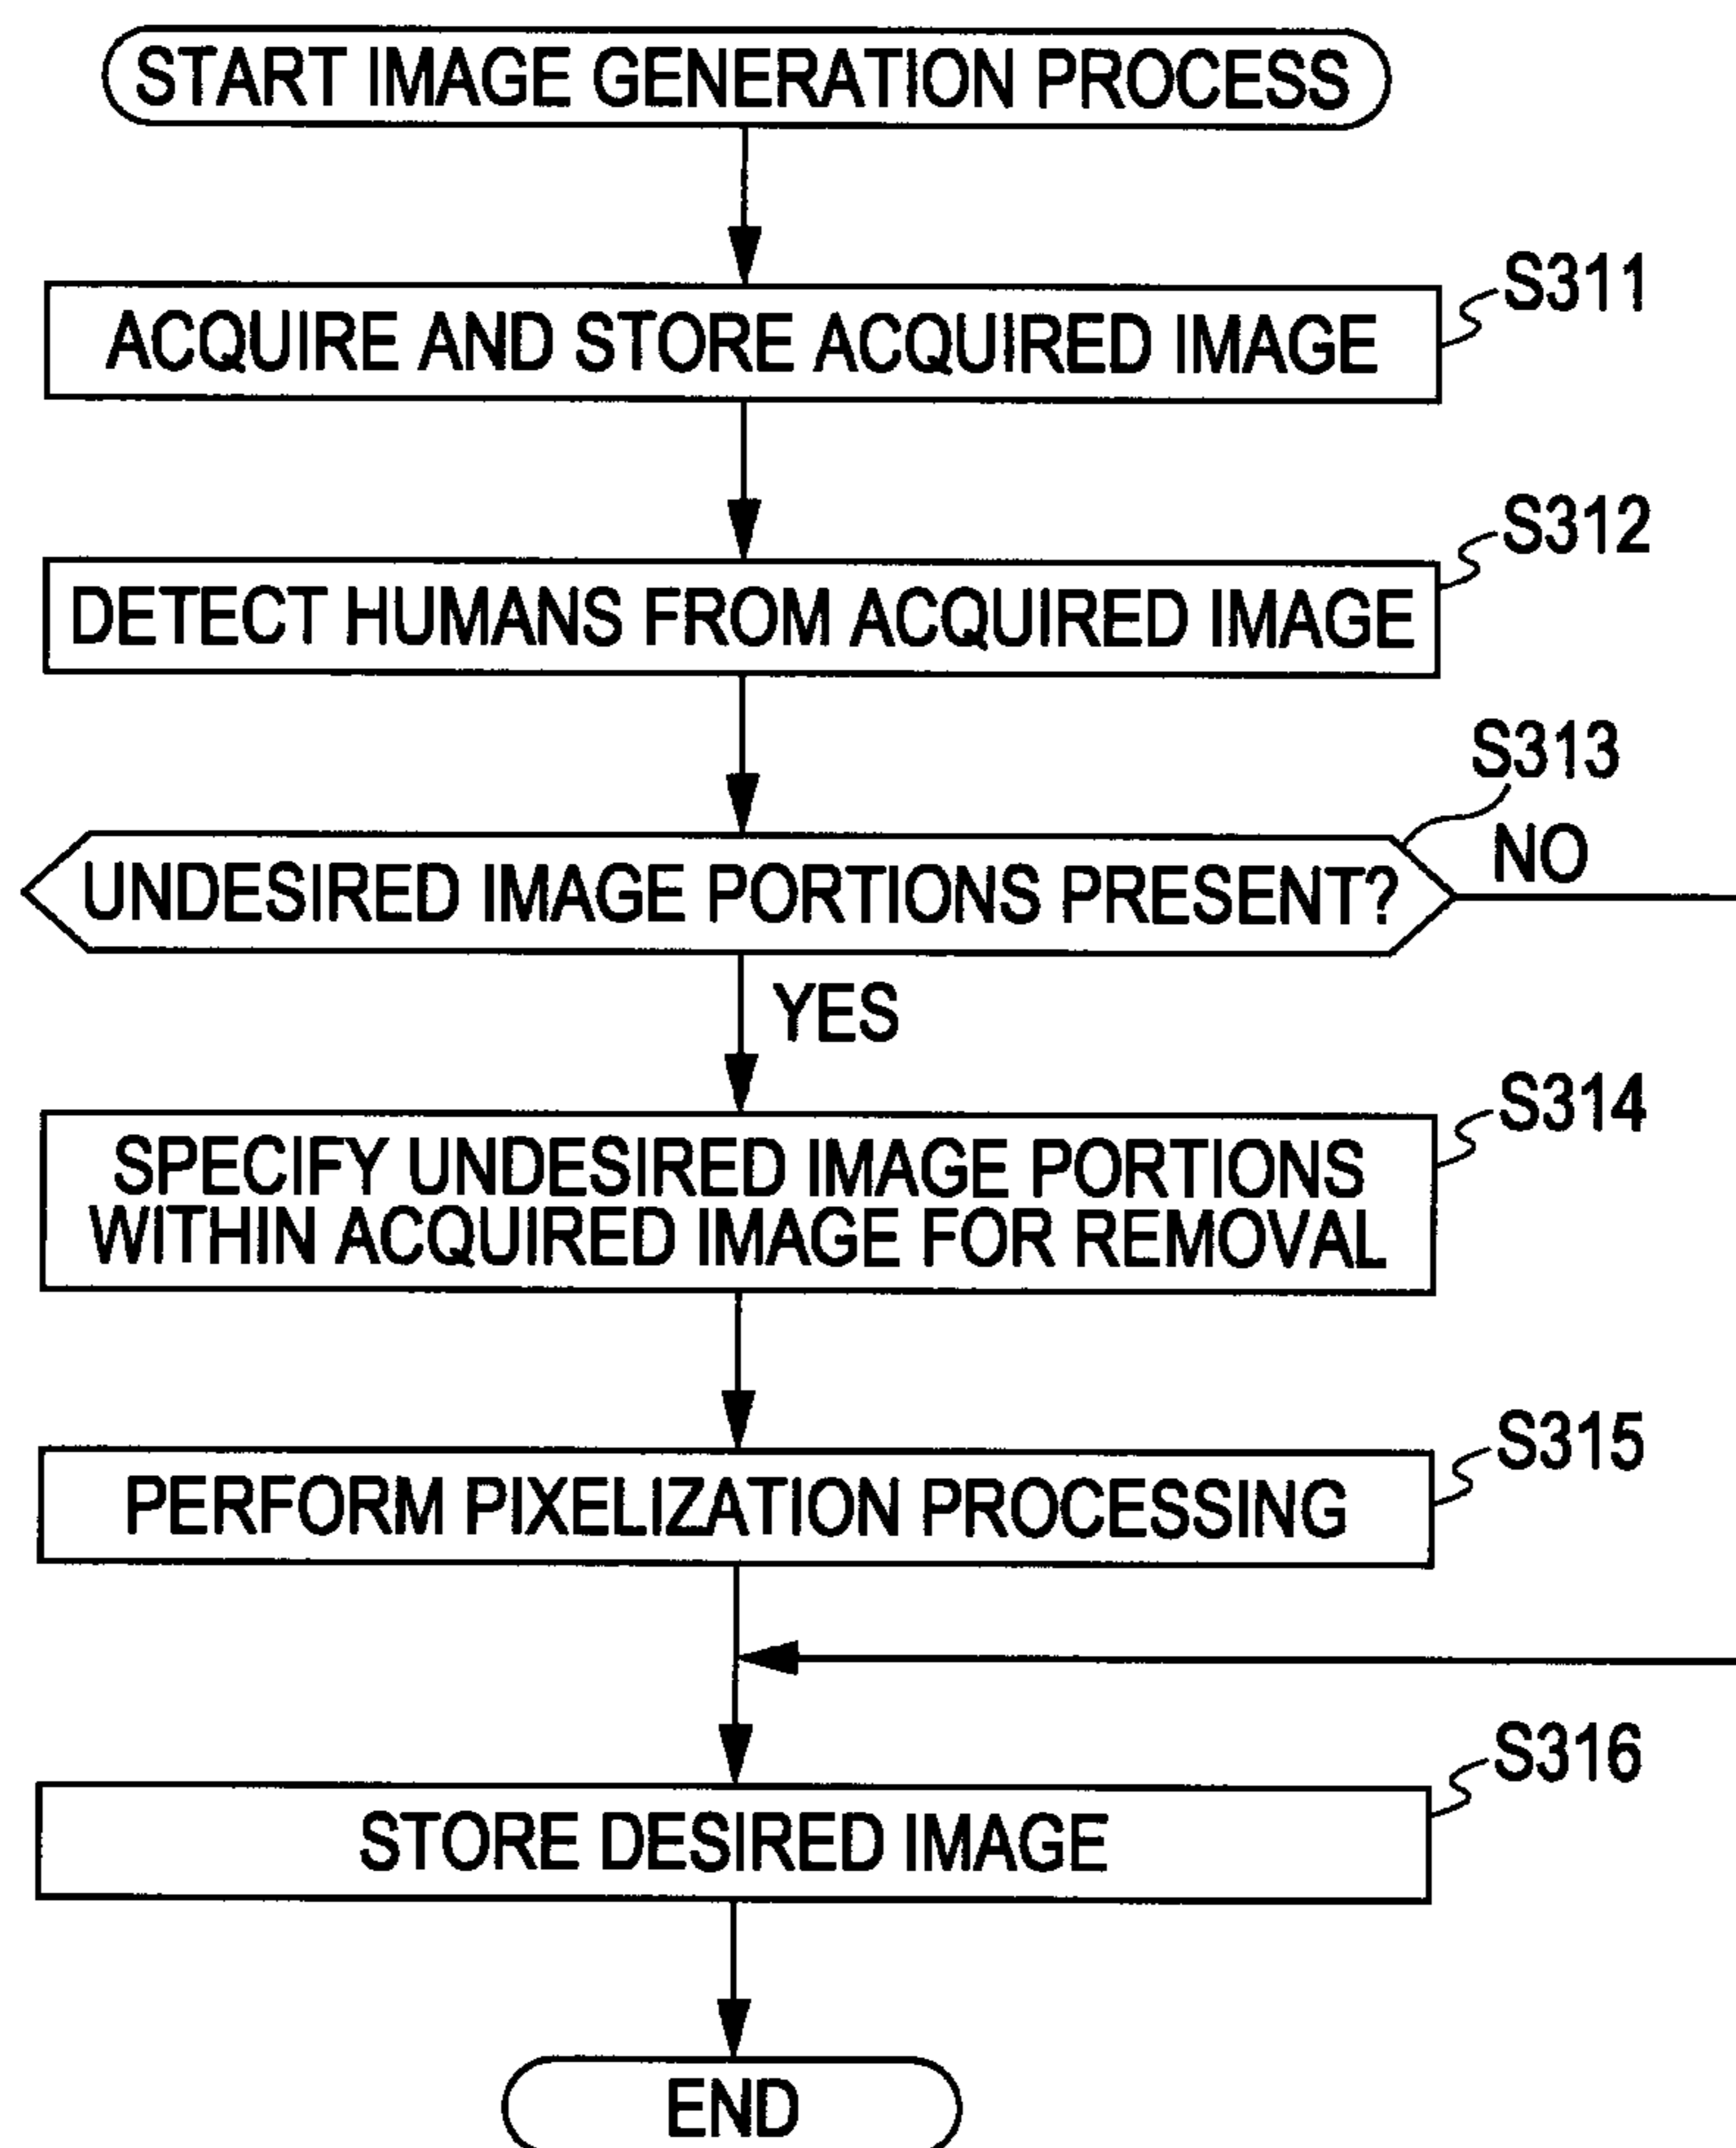 START IMAGE GENERATION PROCESS
S311
ACQUIRE AND STORE ACQUIRED IMAGE
S312
DETECT HUMANS FROM ACQUIRED IMAGE
S313
UNDESIRED IMAGE PORTIONS PRESENT?
NO
YES
S314
SPECIFY UNDESIRED IMAGE PORTIONS
WITHIN ACQUIRED IMAGE FOR REMOVAL
S315
PERFORM PIXELIZATION PROCESSING
S316
STORE DESIRED IMAGE
END